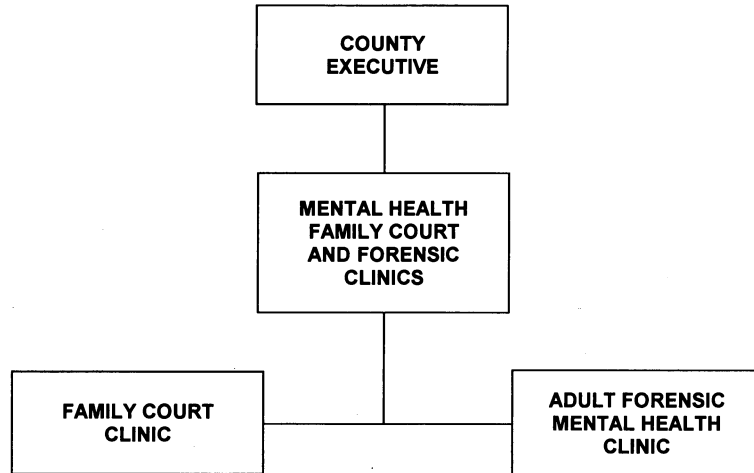 COUNTY
EXECUTIVE
MENTAL HEALTH
FAMILY COURT
AND FORENSIC
CLINICS
FAMILY COURT
CLINIC
ADULT FORENSIC
MENTAL HEALTH
CLINIC